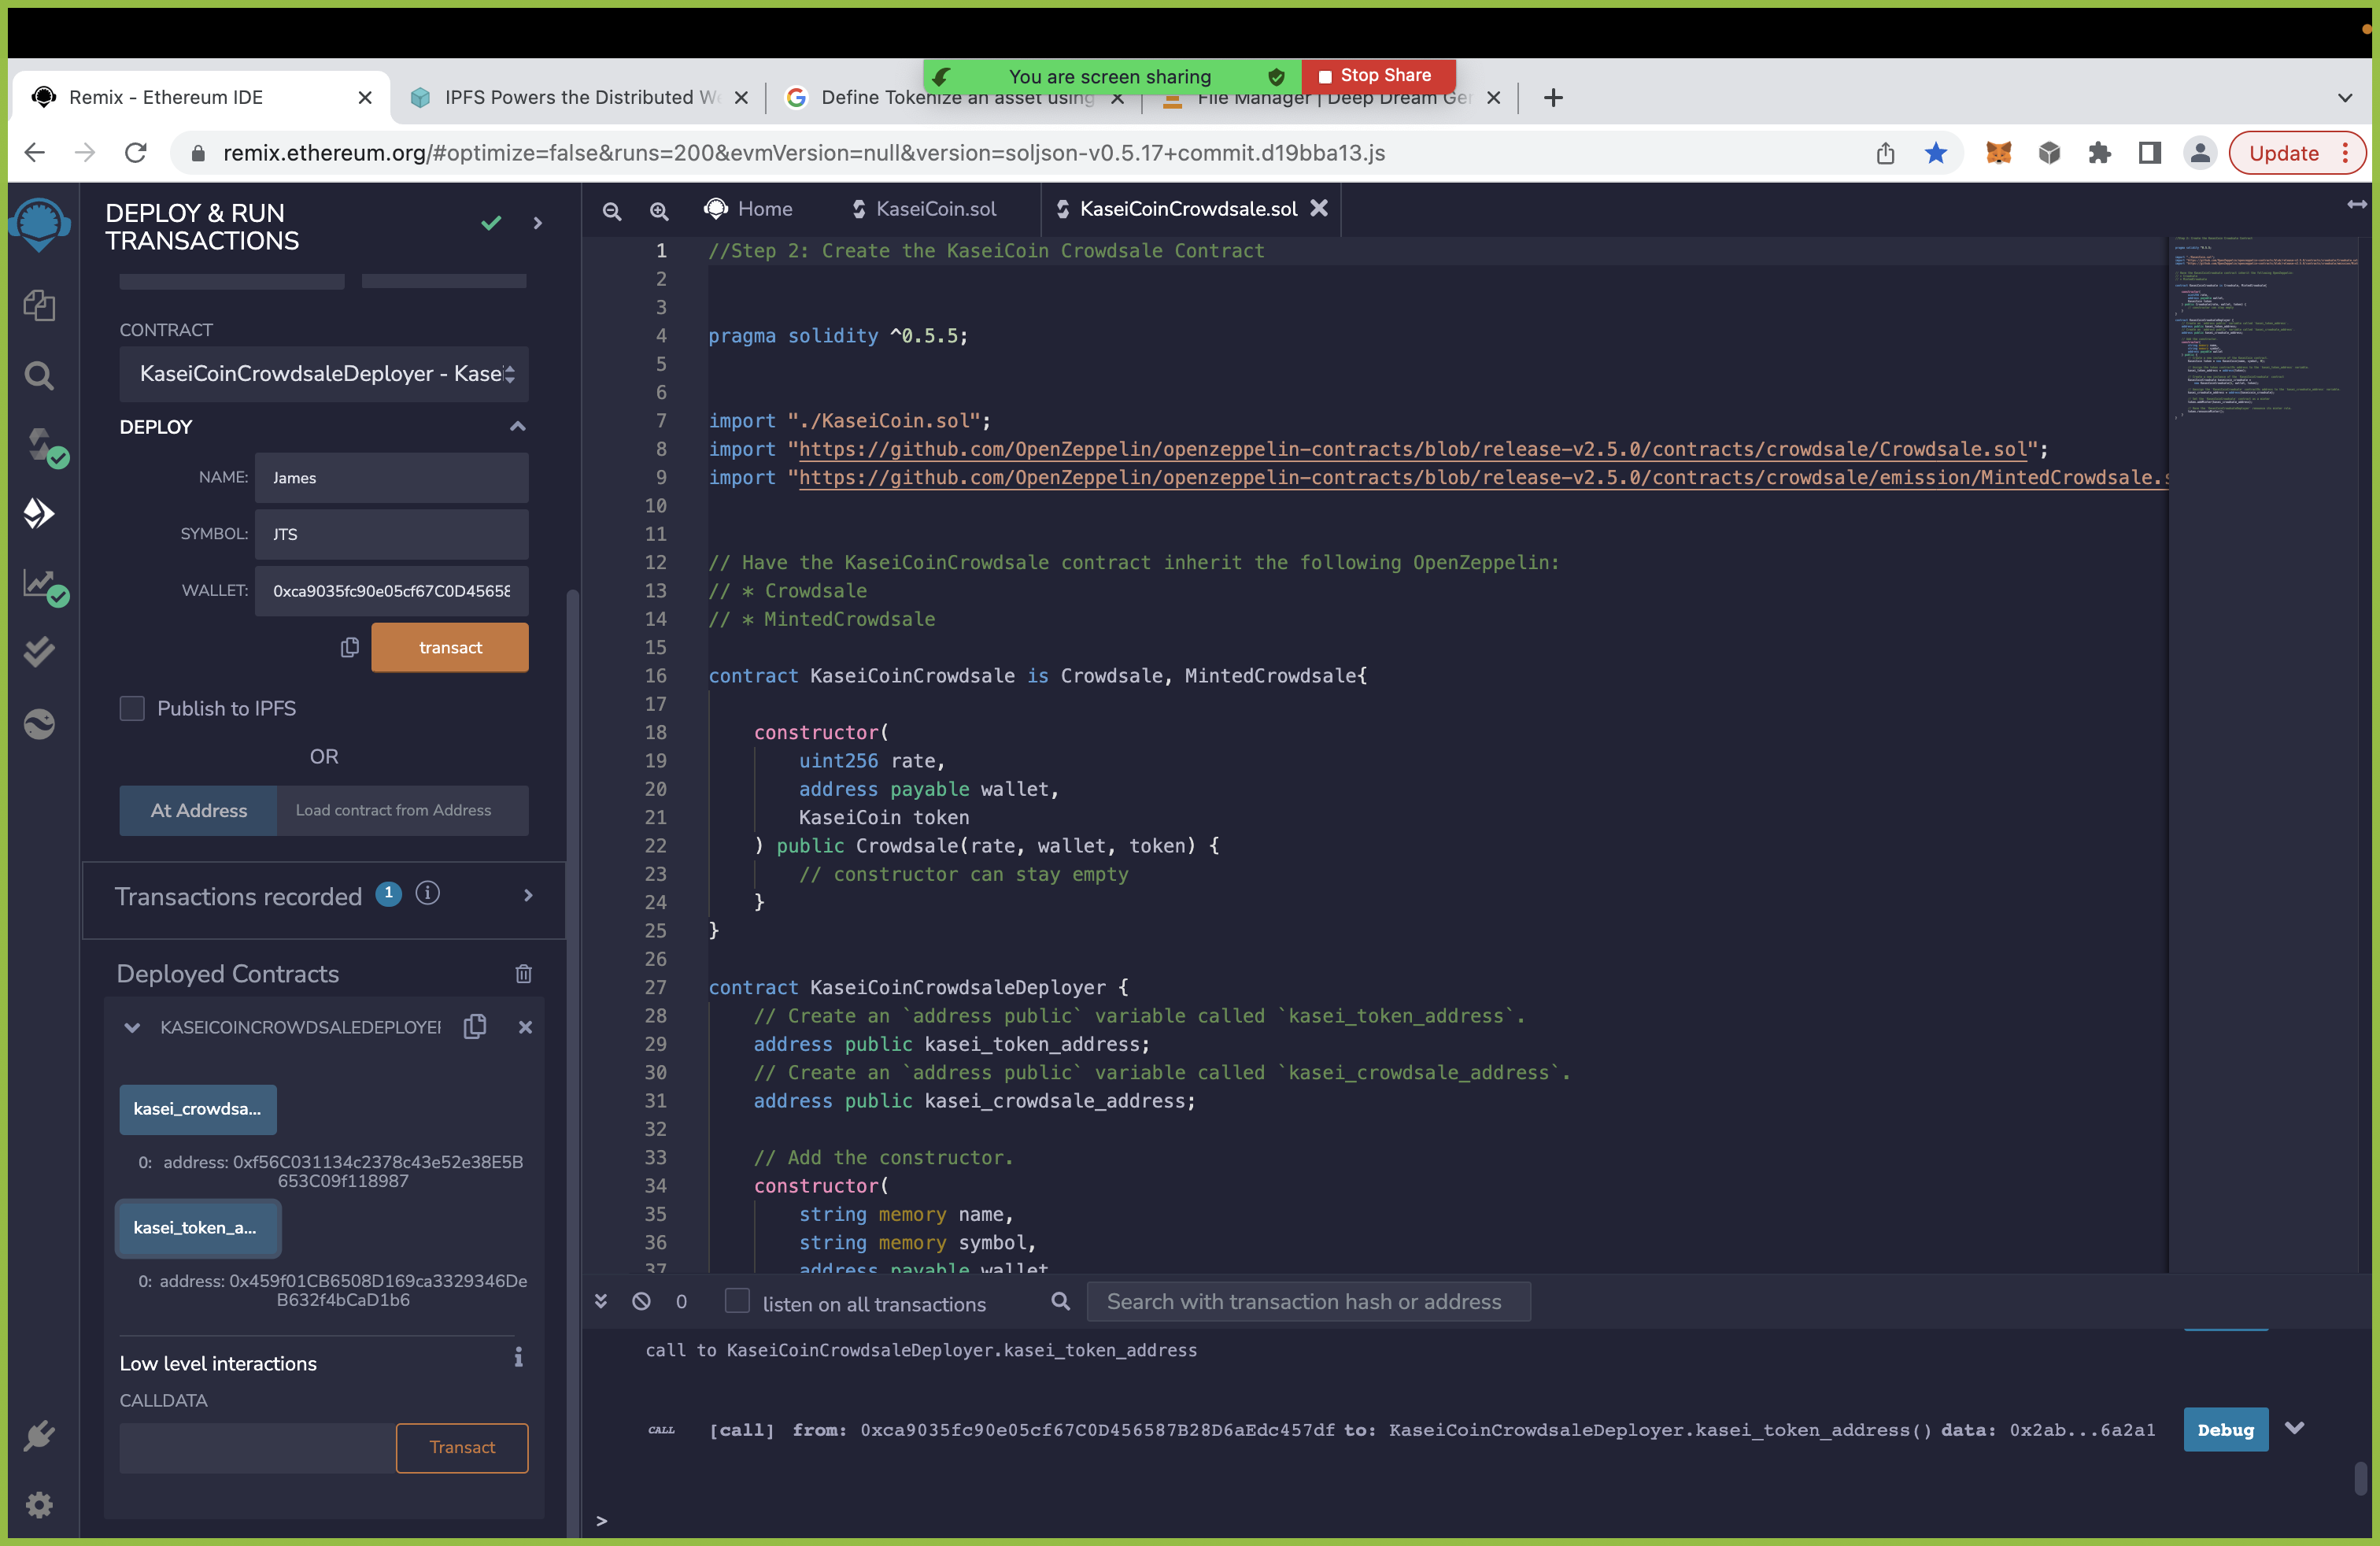 You are screen sharing
Stop Share
Remix - Ethereum IDE
IPFS Powers the Distributed We
Define Tokenize an asset using
File Manager | Deep Dream Ger
remix.ethereum.org/#optimize=false&runs=200&evmVersion=null&version=soljson-v0.5.17+commit.d19bba13.js
Update
DEPLOY & RUN
TRANSACTIONS
CONTRACT
KaseiCoinCrowdsaleDeployer - Kasei
DEPLOY
NAME: James
SYMBOL: JTS
WALLET: 0xca9035fc90e05cf67C0D45658
transact
Publish to IPFS
OR
At Address
Load contract from Address
Transactions recorded 1
Deployed Contracts
KASEICOINCROWDSALEDEPLOYER
kasei_crowdsa...
0: address: 0xf56C031134c2378c43e52e38E5B
653C09f118987
kasei_token_a...
0: address: 0x459f01CB6508D169ca3329346De
B632f4bCaD1b6
Low level interactions
CALLDATA
Transact
Home
KaseiCoin.sol
KaseiCoinCrowdsale.sol
1 //Step 2: Create the KaseiCoin Crowdsale Contract
2
3
4 pragma solidity ^0.5.5;
5
6
7 import "./KaseiCoin.sol";
8 import "https://github.com/OpenZeppelin/openzeppelin-contracts/blob/release-v2.5.0/contracts/crowdsale/Crowdsale.sol";
9 import "https://github.com/OpenZeppelin/openzeppelin-contracts/blob/release-v2.5.0/contracts/crowdsale/emission/MintedCrowdsale.s
10
11
12 // Have the KaseiCoinCrowdsale contract inherit the following OpenZeppelin:
13 // * Crowdsale
14 // * MintedCrowdsale
15
16 contract KaseiCoinCrowdsale is Crowdsale, MintedCrowdsale{
17
18 constructor(
19 uint256 rate,
20 address payable wallet,
21 KaseiCoin token
22 ) public Crowdsale(rate, wallet, token) {
23 // constructor can stay empty
24 }
25 }
26
27 contract KaseiCoinCrowdsaleDeployer {
28 // Create an `address public` variable called `kasei_token_address`.
29 address public kasei_token_address;
30 // Create an `address public` variable called `kasei_crowdsale_address`.
31 address public kasei_crowdsale_address;
32
33 // Add the constructor.
34 constructor(
35 string memory name,
36 string memory symbol,
37 address payable wallet
0
listen on all transactions
Search with transaction hash or address
call to KaseiCoinCrowdsaleDeployer.kasei_token_address
CALL [call] from: 0xca9035fc90e05cf67C0D456587B28D6aEdc457df to: KaseiCoinCrowdsaleDeployer.kasei_token_address() data: 0x2ab...6a2a1
Debug
>